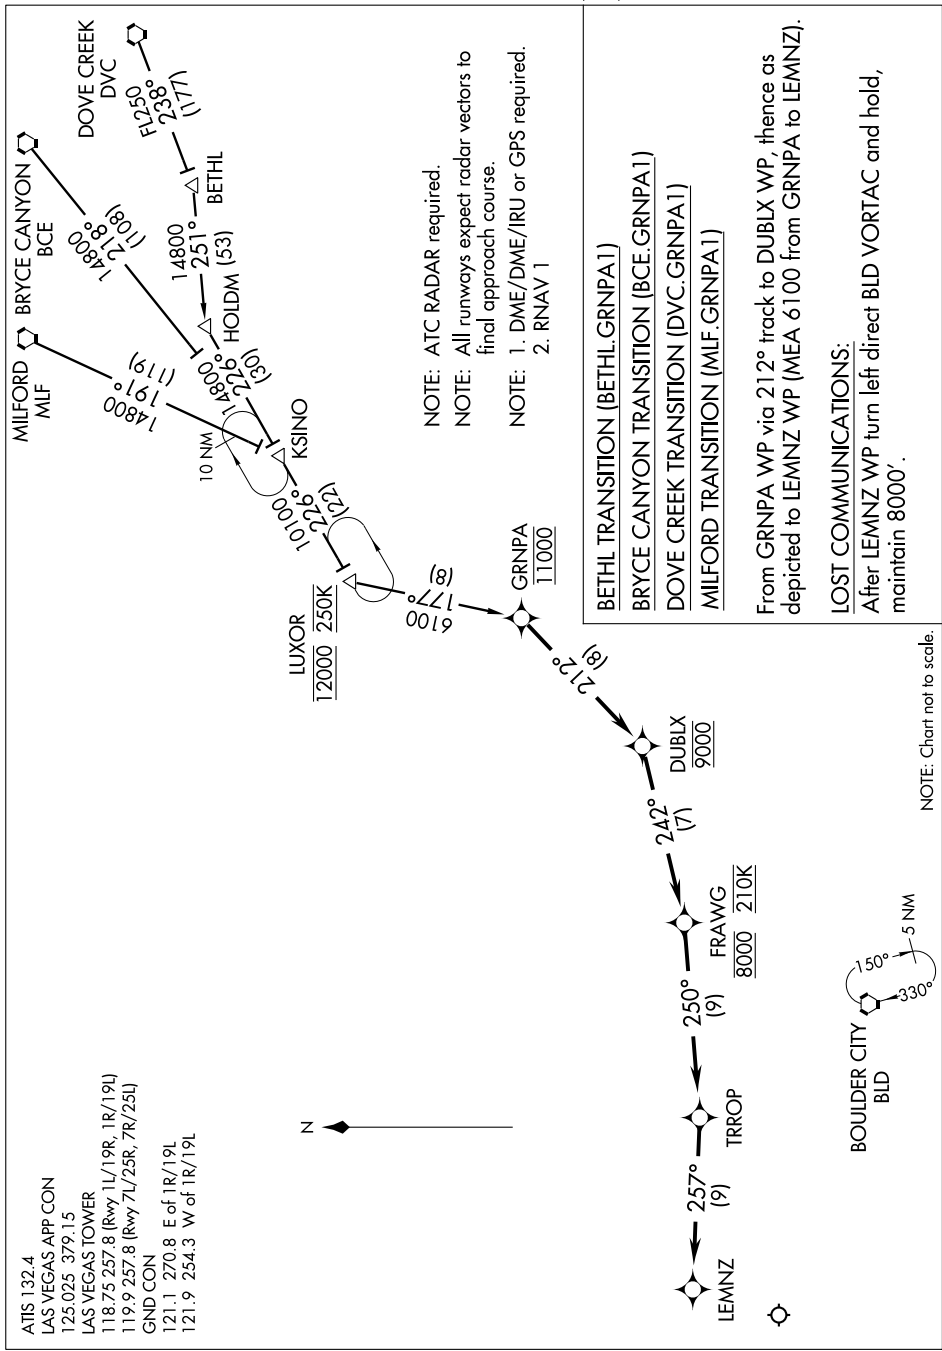 ATIS 132.4
LAS VEGAS APP CON
125.025 379.15
LAS VEGAS TOWER
118.75 257.8 (Rwy 1L/19R, 1R/19L)
119.9 257.8 (Rwy 7L/25R, 7R/25L)
GND CON
121.1 270.8 E of 1R/19L
121.9 254.3 W of 1R/19L
N
MILFORD
MLF
14800
191°
(119)
BRYCE CANYON
BCE
14800
218°
(108)
DOVE CREEK
DVC
FL250
238°
(177)
BETHL
14800
251°
(53)
HOLDM
14800
226°
(30)
10 NM
KSINO
10100
226°
(22)
LUXOR
12000 250K
6100
177°
(8)
GRNPA
11000
212°
(8)
DUBLX
9000
242°
(7)
FRAWG
8000 210K
250°
(9)
TRROP
257°
(9)
LEMNZ
BOULDER CITY
BLD
150°
330°
5 NM
NOTE: ATC RADAR required.
NOTE: All runways expect radar vectors to
final approach course.
NOTE: 1. DME/DME/IRU or GPS required.
2. RNAV 1
BETHL TRANSITION (BETHL.GRNPA1)
BRYCE CANYON TRANSITION (BCE.GRNPA1)
DOVE CREEK TRANSITION (DVC.GRNPA1)
MILFORD TRANSITION (MLF.GRNPA1)
From GRNPA WP via 212° track to DUBLX WP, thence as
depicted to LEMNZ WP (MEA 6100 from GRNPA to LEMNZ).
LOST COMMUNICATIONS:
After LEMNZ WP turn left direct BLD VORTAC and hold,
maintain 8000'.
NOTE: Chart not to scale.